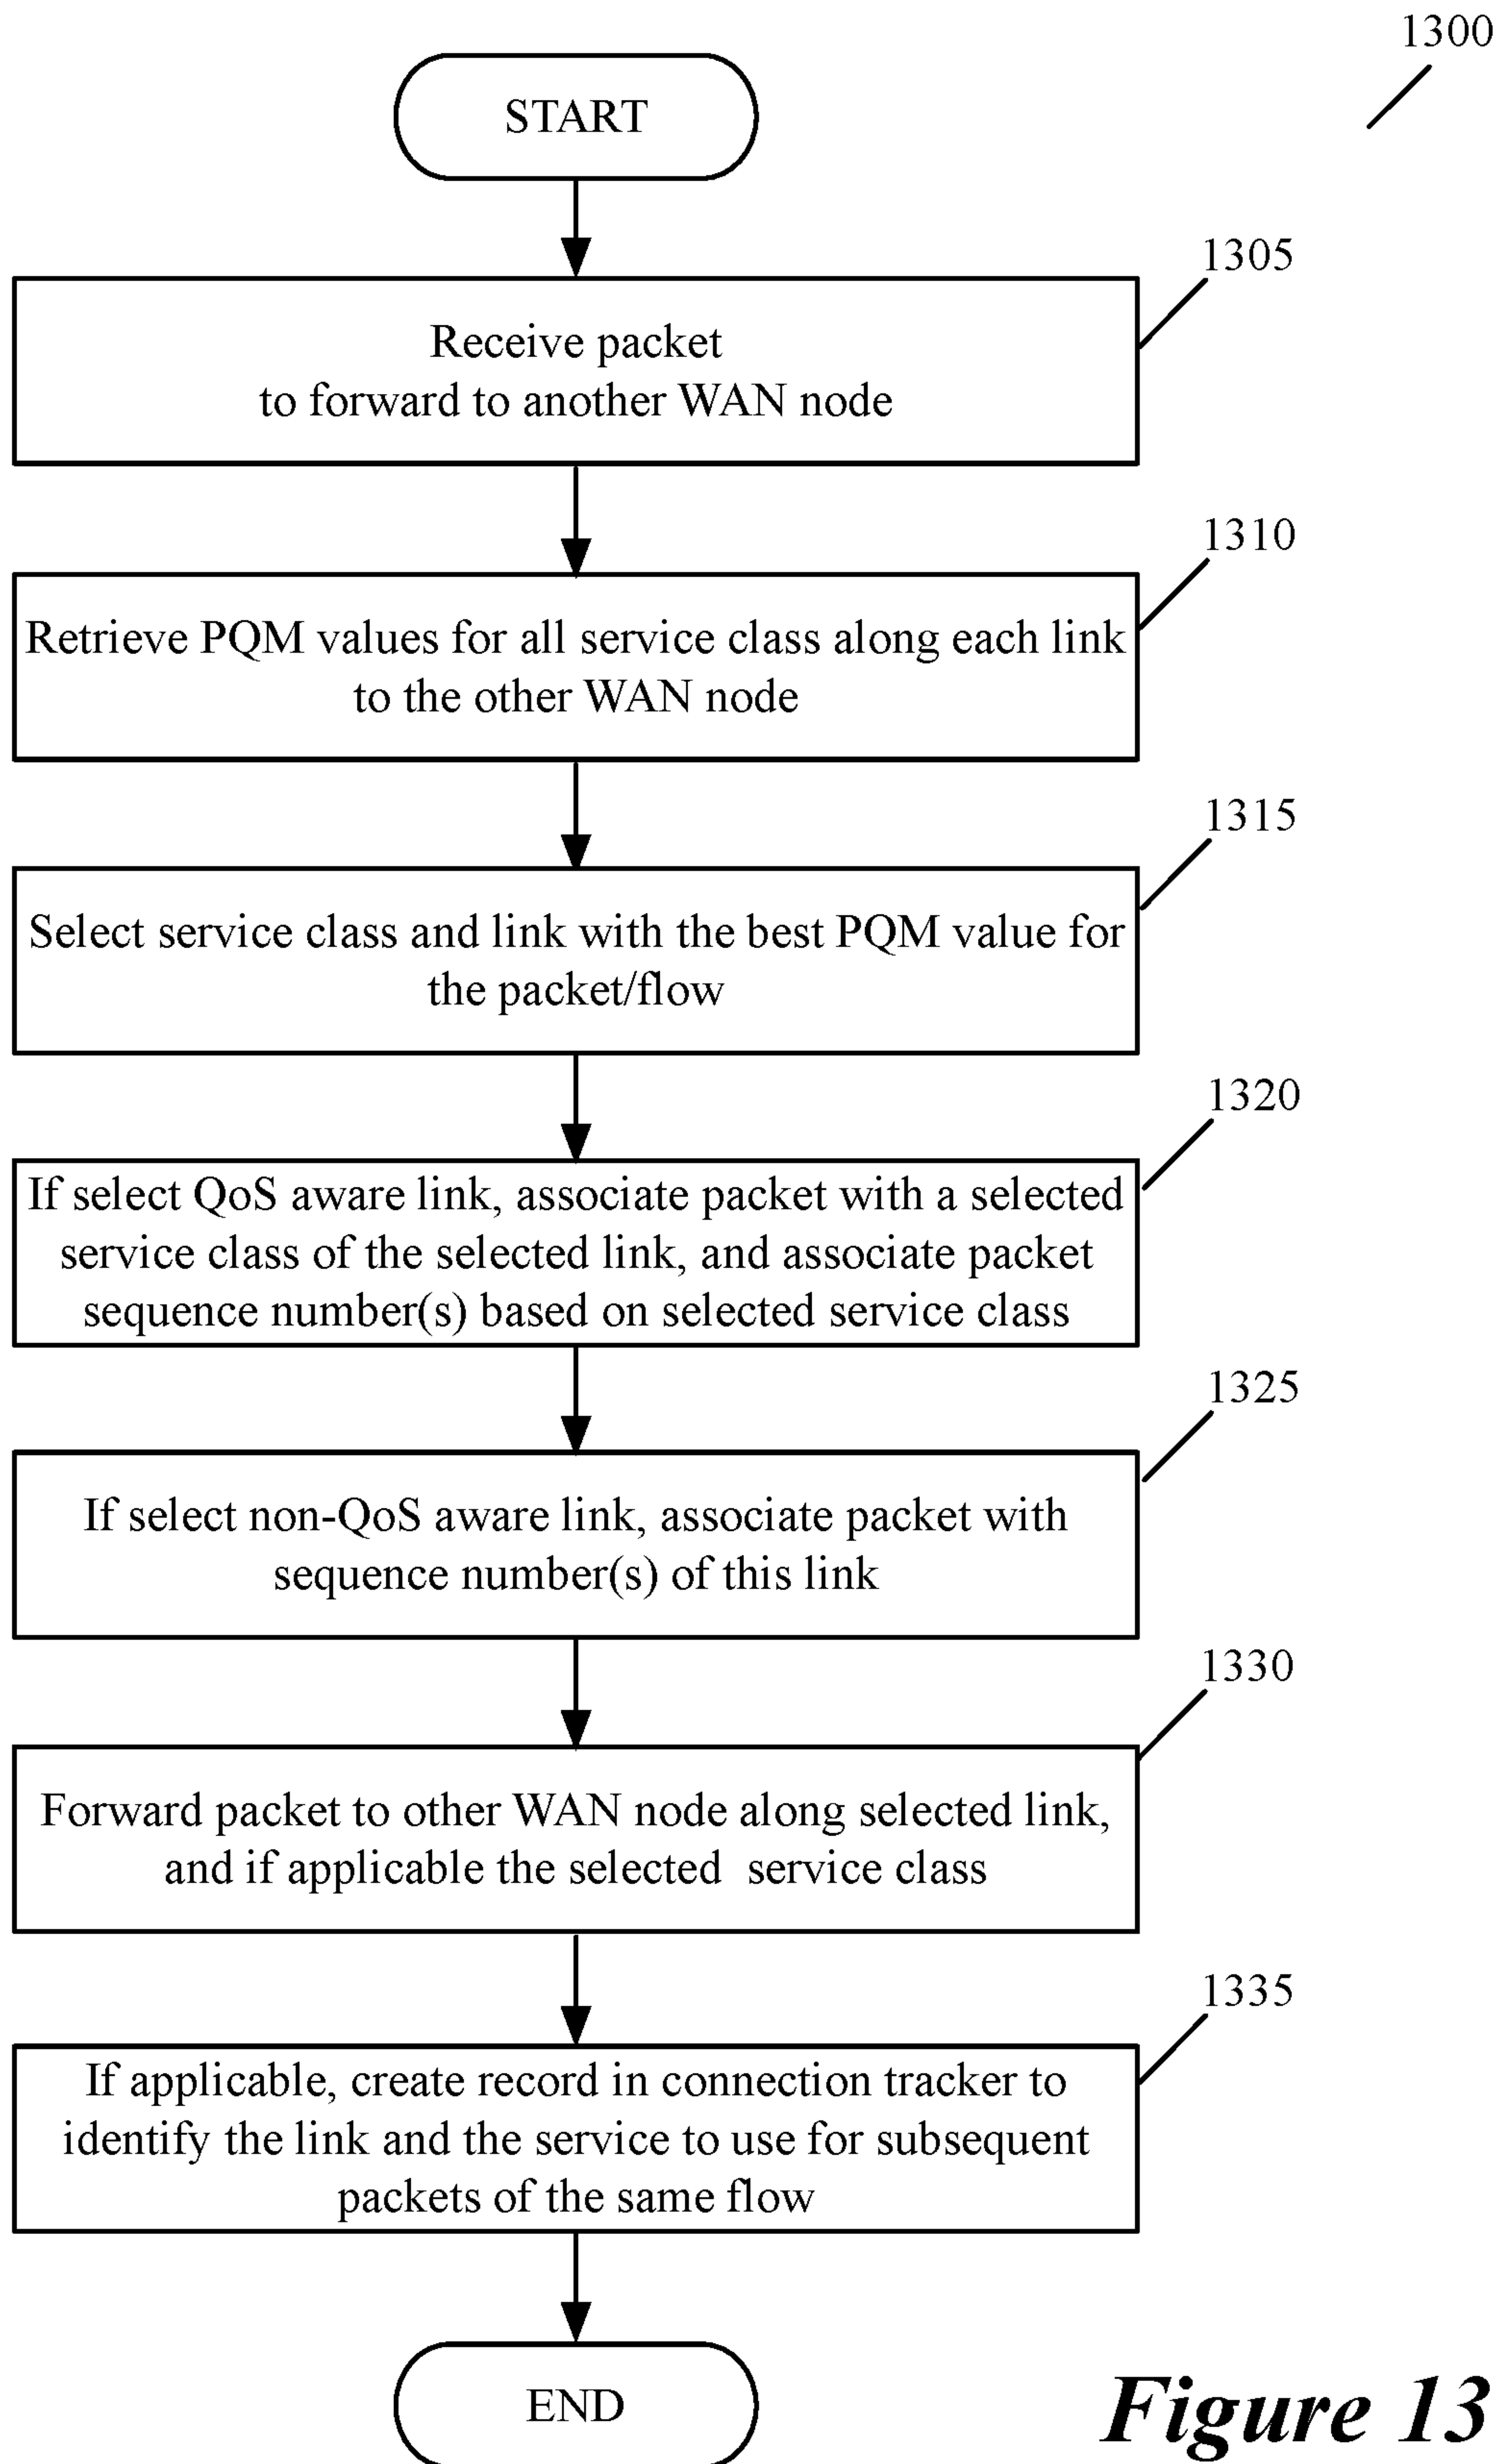 1300
START
1305
Receive packet
to forward to another WAN node
1310
Retrieve PQM values for all service class along each link
to the other WAN node
1315
Select service class and link with the best PQM value for
the packet/flow
1320
If select QoS aware link, associate packet with a selected
service class of the selected link, and associate packet
sequence number(s) based on selected service class
1325
If select non-QoS aware link, associate packet with
sequence number(s) of this link
1330
Forward packet to other WAN node along selected link,
and if applicable the selected service class
1335
If applicable, create record in connection tracker to
identify the link and the service to use for subsequent
packets of the same flow
END
Figure 13